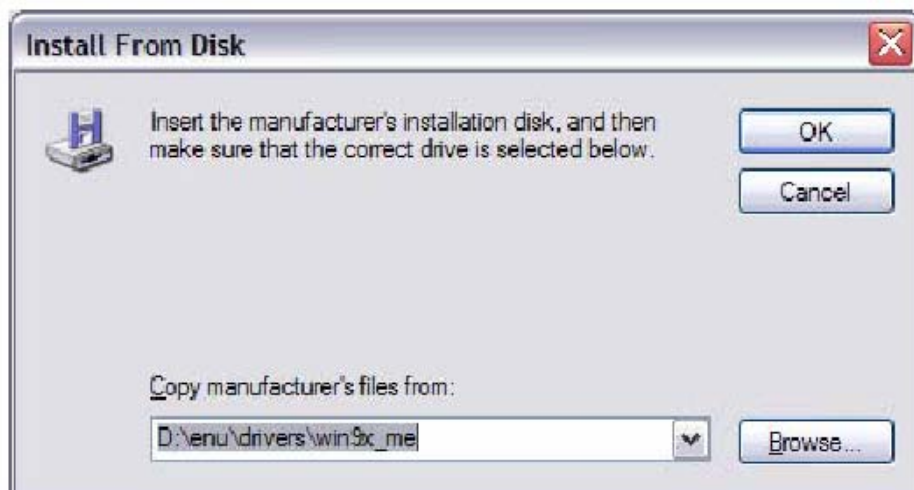 Install From Disk
Insert the manufacturer's installation disk, and then
make sure that the correct drive is selected below.
OK
Cancel
Copy manufacturer's files from:
D:\enu\drivers\win9x_me
Browse...